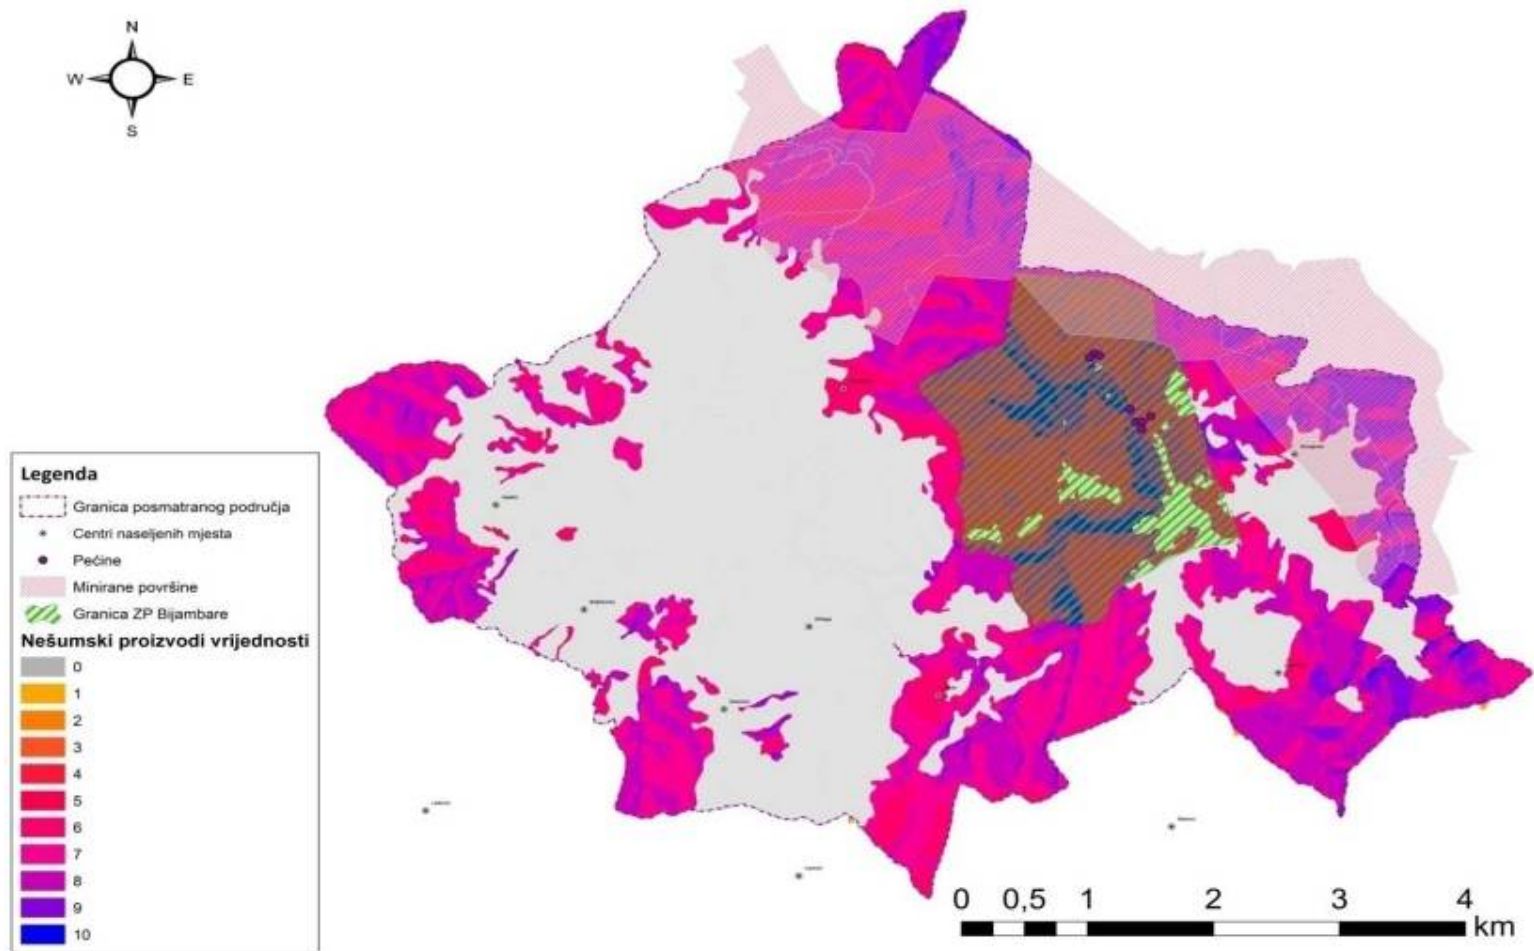 N
W E
S
Legenda
Granica posmatranog područja
Centri naseljenih mjesta
Pećine
Minirane površine
Granica ZP Bijambare
Nešumski proizvodi vrijednosti
0
1
2
3
4
5
6
7
8
9
10
0 0,5 1 2 3 4
km